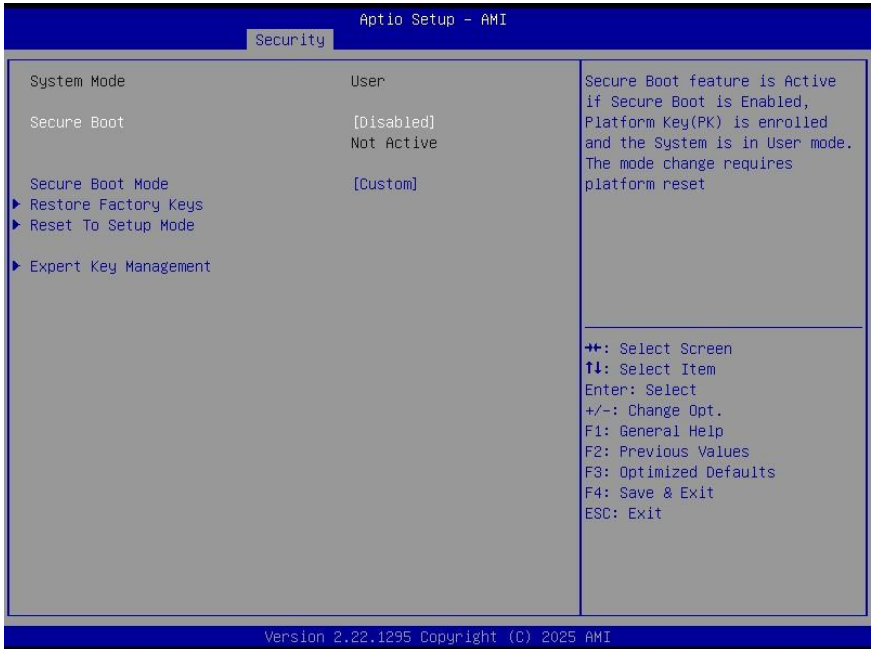 Aptio Setup - AMI
Security
System Mode User
Secure Boot [Disabled]
Not Active
Secure Boot Mode [Custom]
Restore Factory Keys
Reset To Setup Mode
Expert Key Management
Secure Boot feature is Active
if Secure Boot is Enabled,
Platform Key(PK) is enrolled
and the System is in User mode.
The mode change requires
platform reset
→←: Select Screen
↑↓: Select Item
Enter: Select
+/-: Change Opt.
F1: General Help
F2: Previous Values
F3: Optimized Defaults
F4: Save & Exit
ESC: Exit
Version 2.22.1295 Copyright (C) 2025 AMI